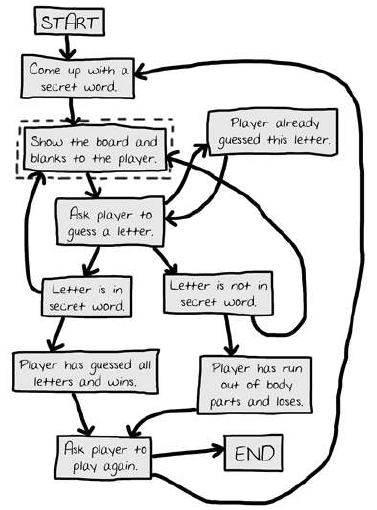 START
Come up with a
secret word.
Show the board and
blanks to the player.
Player already
guessed this letter.
Ask player to
guess a letter.
Letter is in
secret word.
Letter is not in
secret word.
Player has guessed all
letters and wins.
Player has run
out of body
parts and loses.
Ask player to
play again.
END